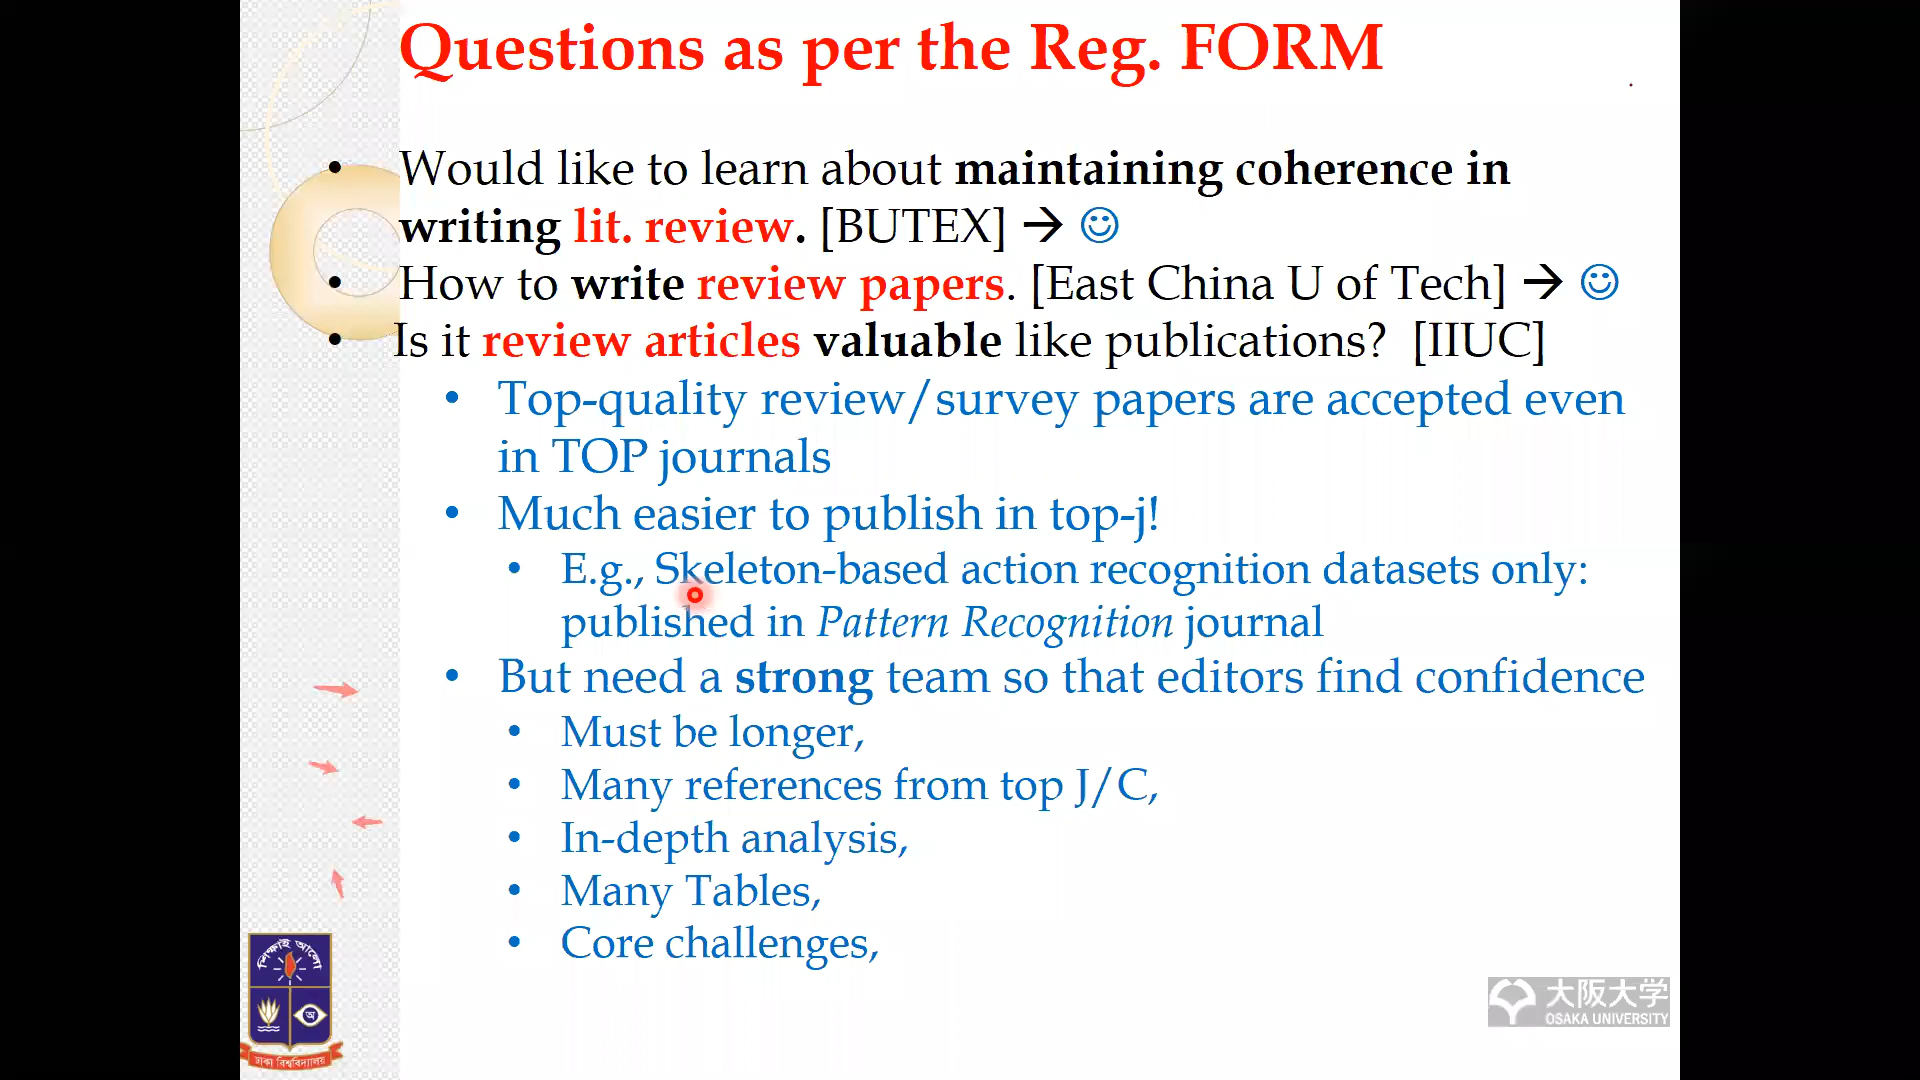 Questions as per the Reg. FORM
• Would like to learn about maintaining coherence in
writing lit. review. [BUTEX] → ☺
• How to write review papers. [East China U of Tech] → ☺
• Is it review articles valuable like publications? [IIUC]
• Top-quality review/survey papers are accepted even
in TOP journals
• Much easier to publish in top-j!
• E.g., Skeleton-based action recognition datasets only:
published in Pattern Recognition journal
• But need a strong team so that editors find confidence
• Must be longer,
• Many references from top J/C,
• In-depth analysis,
• Many Tables,
• Core challenges,
শিক্ষাই আলো
অ
ঢাকা বিশ্ববিদ্যালয়
大阪大学
OSAKA UNIVERSITY